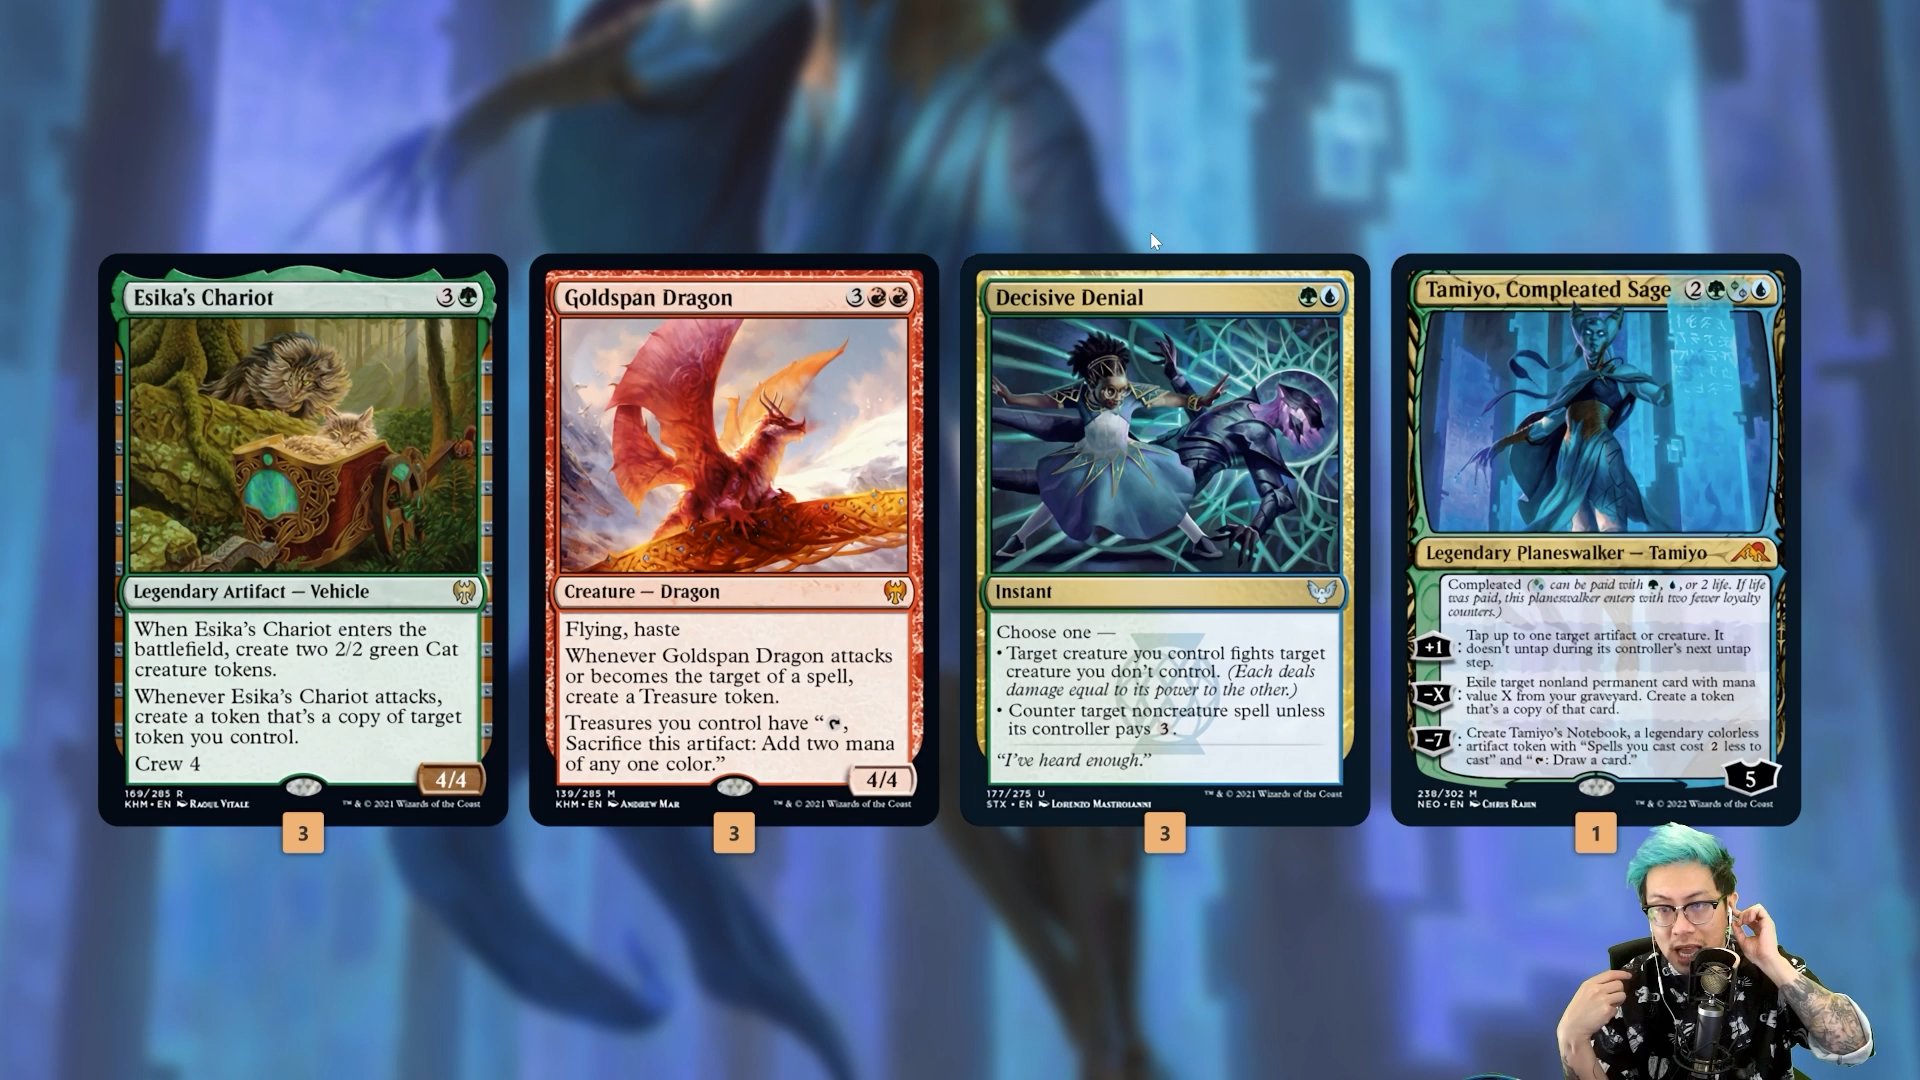 Esika's Chariot
3
Legendary Artifact — Vehicle
When Esika's Chariot enters the
battlefield, create two 2/2 green Cat
creature tokens.
Whenever Esika's Chariot attacks,
create a token that's a copy of target
token you control.
Crew 4
4/4
169/285 R
KHM • EN Raoul Vitale
™ & © 2021 Wizards of the Coast
3
Goldspan Dragon
3
Creature — Dragon
Flying, haste
Whenever Goldspan Dragon attacks
or becomes the target of a spell,
create a Treasure token.
Treasures you control have “ ,
Sacrifice this artifact: Add two mana
of any one color.”
4/4
139/285 M
KHM • EN Andrew Mar
™ & © 2021 Wizards of the Coast
3
Decisive Denial
Instant
Choose one —
• Target creature you control fights target
creature you don't control. (Each deals
damage equal to its power to the other.)
• Counter target noncreature spell unless
its controller pays 3.
“I've heard enough.”
177/275 U
STX • EN Lorenzo Mastroianni
™ & © 2021 Wizards of the Coast
3
Tamiyo, Compleated Sage
2
Legendary Planeswalker — Tamiyo
Compleated ( can be paid with , , or 2 life. If life
was paid, this planeswalker enters with two fewer loyalty
counters.)
+1 : Tap up to one target artifact or creature. It
doesn't untap during its controller's next untap
step.
−X : Exile target nonland permanent card with mana
value X from your graveyard. Create a token
that's a copy of that card.
−7 : Create Tamiyo's Notebook, a legendary colorless
artifact token with “Spells you cast cost 2 less to
cast” and “ : Draw a card.”
5
238/302 M
NEO • EN Chris Rahn
™ & © 2022 Wizards of the Coast
1